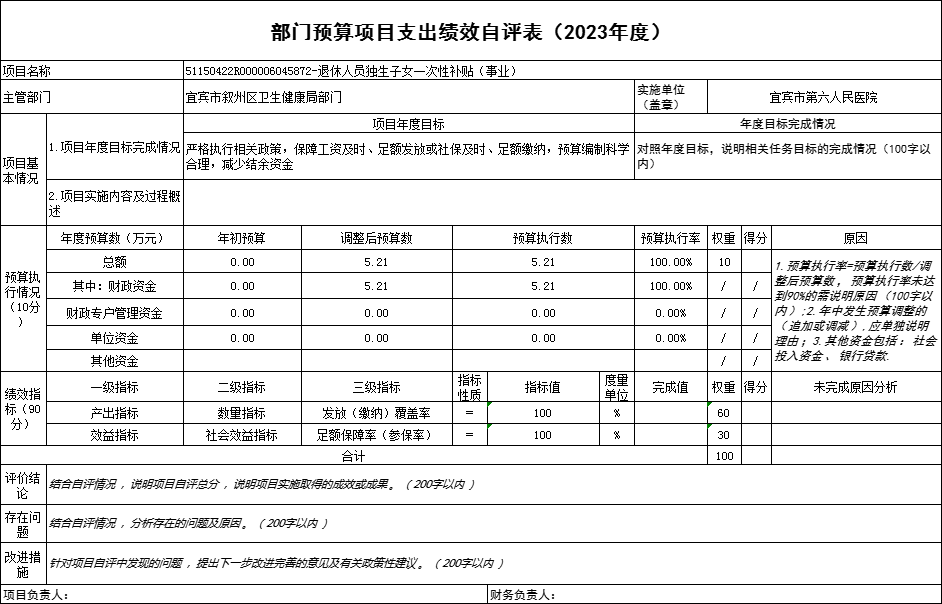 部门预算项目支出绩效自评表（2023年度）
项目名称 51150422R000006045872-退休人员独生子女一次性补贴（事业）
主管部门 宜宾市叙州区卫生健康局部门 实施单位（盖章） 宜宾市第六人民医院
项目基本情况 1.项目年度目标完成情况 项目年度目标 年度目标完成情况
严格执行相关政策，保障工资及时、足额发放或社保及时、足额缴纳，预算编制科学合理，减少结余资金 对照年度目标，说明相关任务目标的完成情况（100字以内）
2.项目实施内容及过程概述
预算执行情况（10分） 年度预算数（万元） 年初预算 调整后预算数 预算执行数 预算执行率 权重 得分 原因
总额 0.00 5.21 5.21 100.00% 10
其中：财政资金 0.00 5.21 5.21 100.00% / /
财政专户管理资金 0.00 0.00 0.00 0.00% / /
单位资金 0.00 0.00 0.00 0.00% / /
其他资金 / /
1.预算执行率=预算执行数/调整后预算数，预算执行率未达到90%的需说明原因（100字以内）;2.年中发生预算调整的（追加或调减），应单独说明理由；3.其他资金包括：社会投入资金、银行贷款.
绩效指标（90分） 一级指标 二级指标 三级指标 指标性质 指标值 度量单位 完成值 权重 得分 未完成原因分析
产出指标 数量指标 发放（缴纳）覆盖率 = 100 % 60
效益指标 社会效益指标 足额保障率（参保率） = 100 % 30
合计 100
评价结论 结合自评情况，说明项目自评总分，说明项目实施取得的成效或成果。（200字以内）
存在问题 结合自评情况，分析存在的问题及原因。（200字以内）
改进措施 针对项目自评中发现的问题，提出下一步改进完善的意见及有关政策性建议。（200字以内）
项目负责人： 财务负责人：